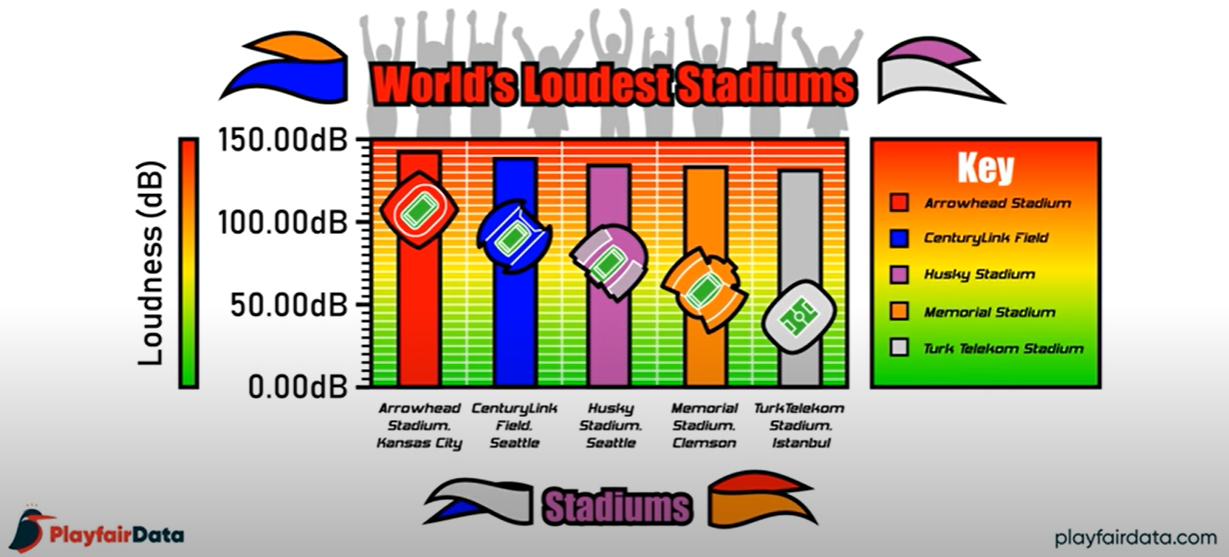 World's Loudest Stadiums
Loudness (dB)
150.00dB
100.00dB
50.00dB
0.00dB
Arrowhead
Stadium,
Kansas City
CenturyLink
Field,
Seattle
Husky
Stadium,
Seattle
Memorial
Stadium,
Clemson
TurkTelekom
Stadium,
Istanbul
Stadiums
Key
Arrowhead Stadium
CenturyLink Field
Husky Stadium
Memorial Stadium
Turk Telekom Stadium
PlayfairData
playfairdata.com